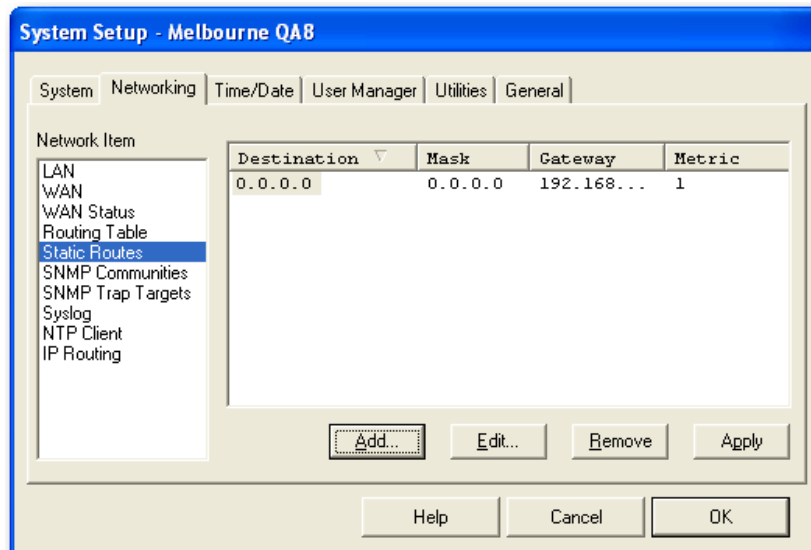 System Setup - Melbourne QA8
System Networking Time/Date User Manager Utilities General
Network Item
LAN
WAN
WAN Status
Routing Table
Static Routes
SNMP Communities
SNMP Trap Targets
Syslog
NTP Client
IP Routing
Destination Mask Gateway Metric
0.0.0.0 0.0.0.0 192.168... 1
Add... Edit... Remove Apply
Help Cancel OK